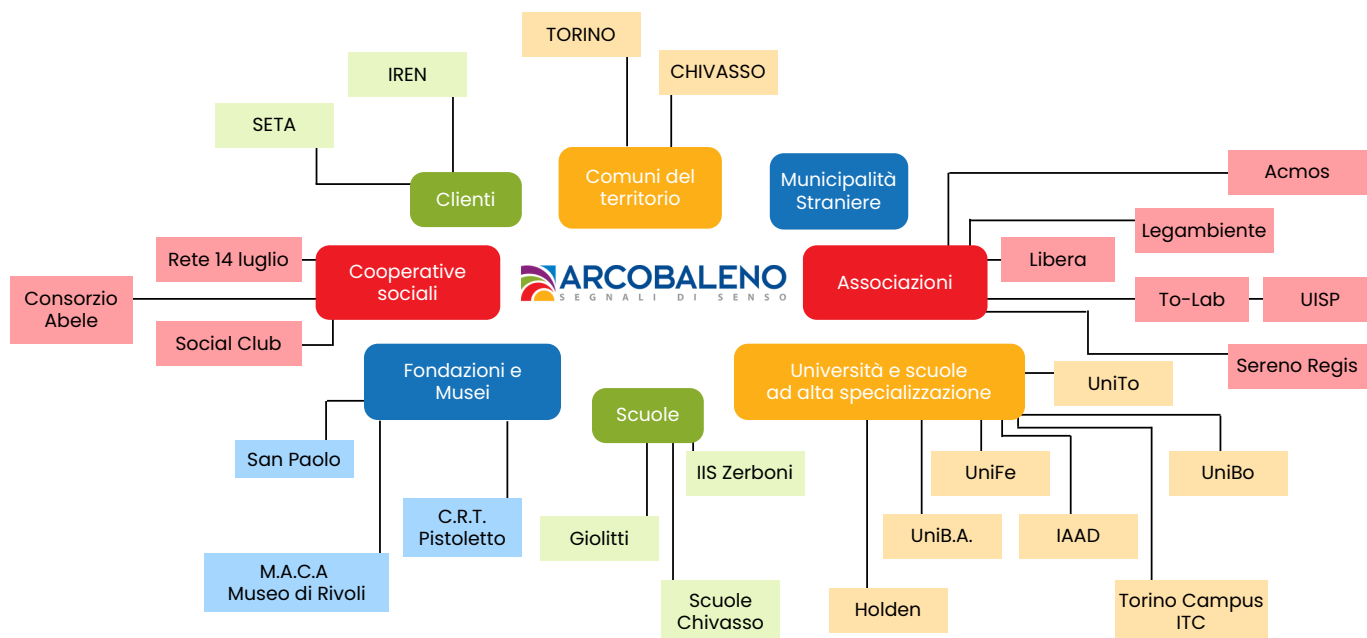 TORINO
IREN
CHIVASSO
SETA
Comuni del
territorio
Municipalità
Straniere
Acmos
Clienti
Legambiente
Rete 14 luglio
Cooperative
sociali
ARCOBALENO
SEGNALI DI SENSO
Associazioni
Libera
Consorzio
Abele
To-Lab
UISP
Social Club
Sereno Regis
Fondazioni e
Musei
Università e scuole
ad alta specializzazione
UniTo
Scuole
San Paolo
IIS Zerboni
UniFe
UniBo
C.R.T.
Pistoletto
Giolitti
UniB.A.
IAAD
M.A.C.A
Museo di Rivoli
Scuole
Chivasso
Holden
Torino Campus
ITC